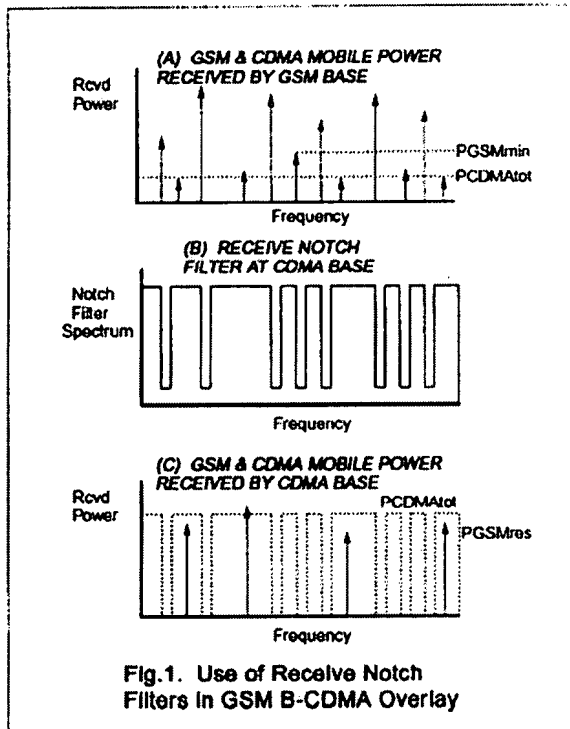 (A) GSM & CDMA MOBILE POWER
RECEIVED BY GSM BASE
Rcvd
Power
PGSMmin
PCDMAtot
Frequency
(B) RECEIVE NOTCH
FILTER AT CDMA BASE
Notch
Filter
Spectrum
Frequency
(C) GSM & CDMA MOBILE POWER
RECEIVED BY CDMA BASE
Rcvd
Power
PCDMAtot
PGSMres
Frequency
Fig.1. Use of Receive Notch
Filters in GSM B-CDMA Overlay